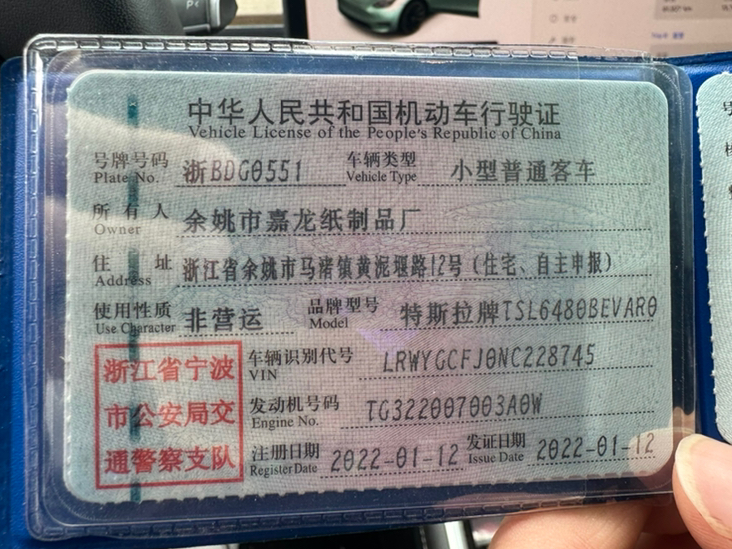 中华人民共和国机动车行驶证
Vehicle License of the People's Republic of China
号牌号码 浙BDG0551 车辆类型 小型普通客车
Plate No. Vehicle Type
所有人 余姚市嘉龙纸制品厂
Owner
住址 浙江省余姚市马渚镇黄泥堰路12号（住宅、自主申报）
Address
使用性质 非营运 品牌型号 特斯拉牌TSL6480BEVAR0
Use Character Model
浙江省宁波
市公安局交
通警察支队
车辆识别代号 LRWYGCFJ0NC228745
VIN
发动机号码 TG322007003A0W
Engine No.
注册日期 2022-01-12 发证日期 2022-01-12
Register Date Issue Date